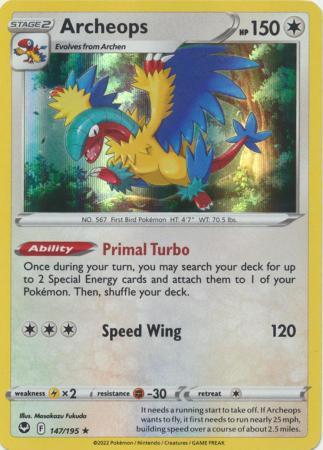 STAGE2 Archeops HP 150
Evolves from Archen
NO. 567 First Bird Pokémon HT: 4'7" WT: 70.5 lbs.
Ability Primal Turbo
Once during your turn, you may search your deck for up
to 2 Special Energy cards and attach them to 1 of your
Pokémon. Then, shuffle your deck.
Speed Wing 120
weakness ×2 resistance -30 retreat
Illus. Masakazu Fukuda
It needs a running start to take off. If Archeops
wants to fly, it first needs to run nearly 25 mph,
building speed over a course of about 2.5 miles.
F 147/195 ★
©2022 Pokémon / Nintendo / Creatures / GAME FREAK